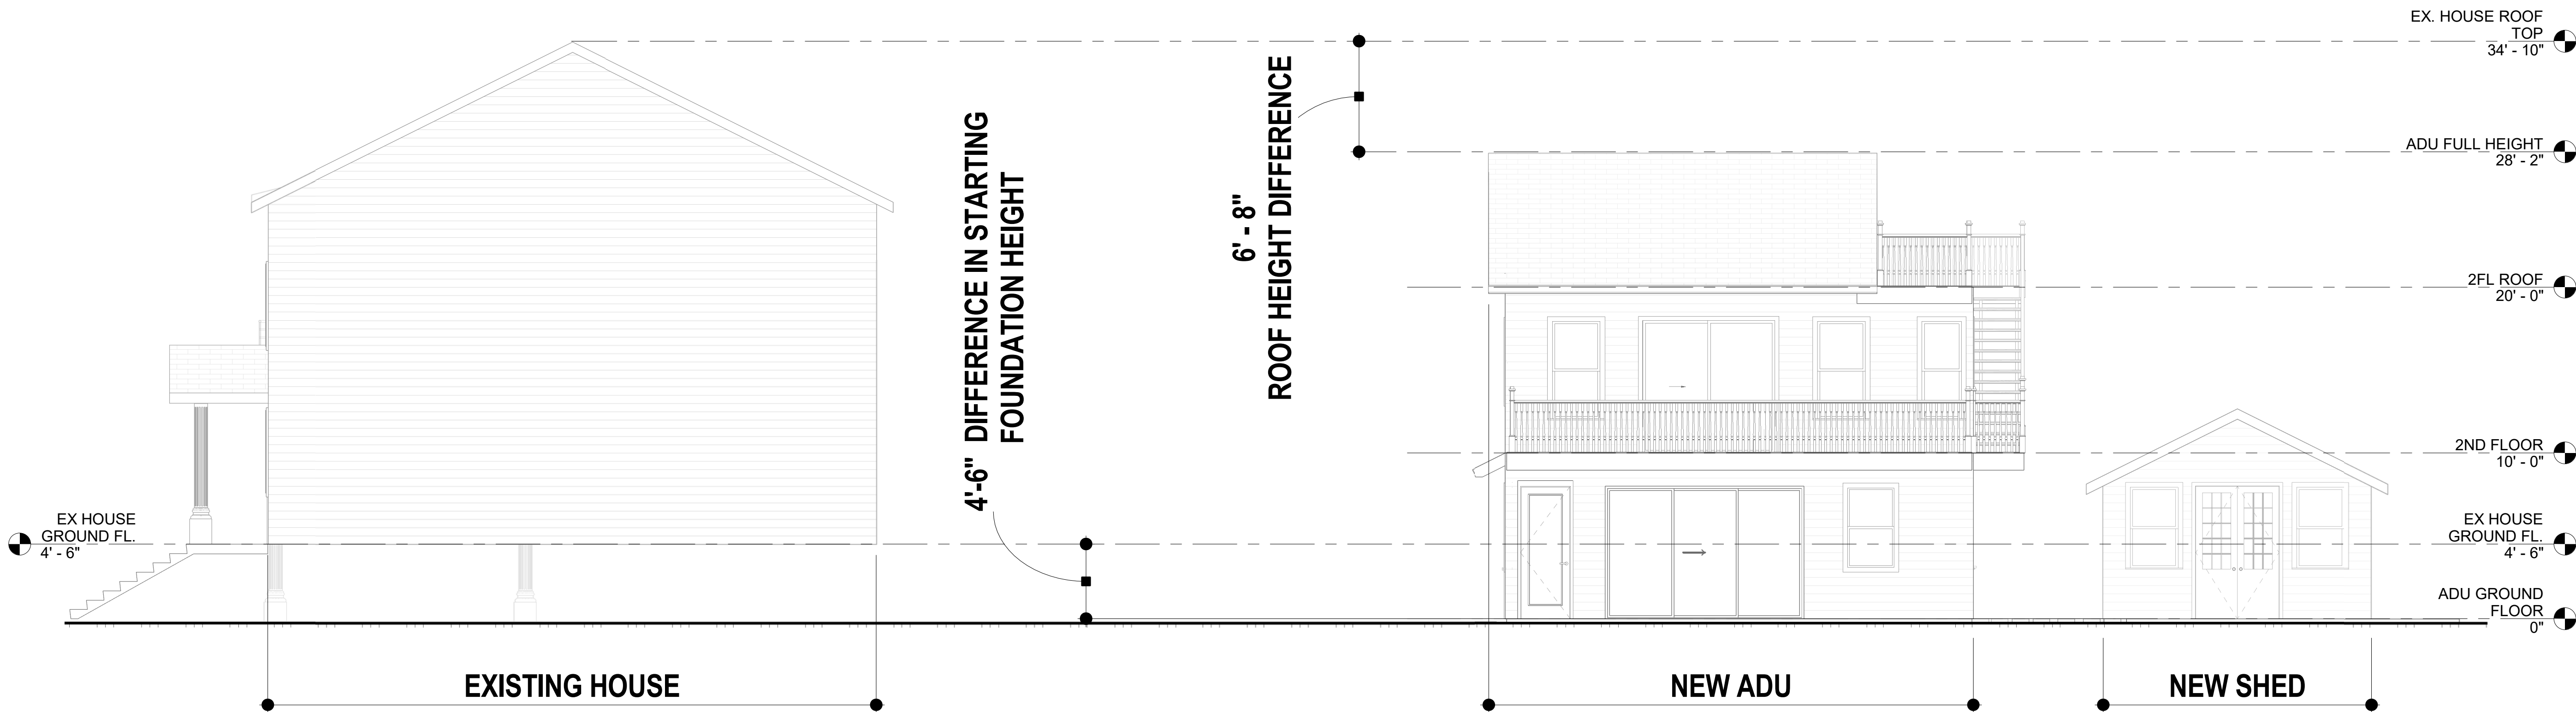 EX. HOUSE ROOF
TOP
34' - 10"
ADU FULL HEIGHT
28' - 2"
2FL ROOF
20' - 0"
2ND FLOOR
10' - 0"
EX HOUSE
GROUND FL.
4' - 6"
ADU GROUND
FLOOR
0"
EX HOUSE
GROUND FL.
4' - 6"
4'-6" DIFFERENCE IN STARTING
FOUNDATION HEIGHT
6' - 8"
ROOF HEIGHT DIFFERENCE
EXISTING HOUSE
NEW ADU
NEW SHED